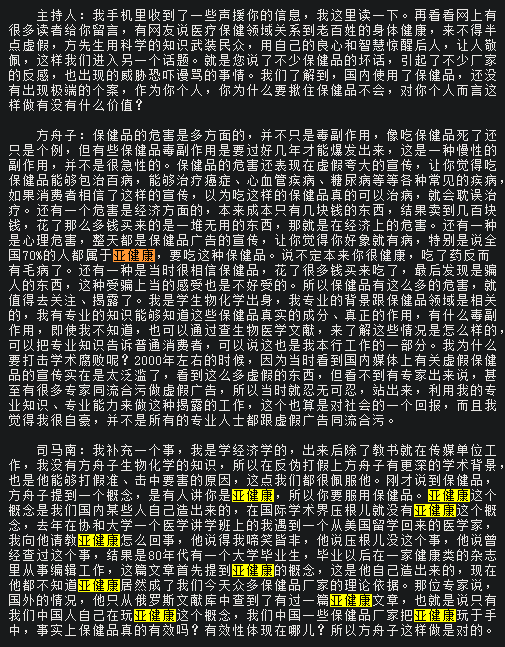 主持人：我手机里收到了一些声援你的信息，我这里读一下。再看看网上有
很多读者给你留言，有网友说医疗保健领域关系到老百姓的身体健康，来不得半
点虚假，方先生用科学的知识武装民众，用自己的良心和智慧惊醒后人，让人敬
佩，这样我们进入另一个话题。就是您说了不少保健品的坏话，引起了不少厂家
的反感，也出现的威胁恐吓谩骂的事情。我们了解到，国内使用了保健品，还没
有出现极端的个案，作为你个人，你为什么要揪住保健品不会，对你个人而言这
样做有没有什么价值？
方舟子：保健品的危害是多方面的，并不只是毒副作用，像吃保健品死了还
只是个例，但有些保健品毒副作用是要过好几年才能爆发出来，这是一种慢性的
副作用，并不是很急性的。保健品的危害还表现在虚假夸大的宣传，让你觉得吃
保健品能够包治百病，能够治疗癌症、心血管疾病、糖尿病等等各种常见的疾病，
如果消费者相信了这样的宣传，以为吃这样的保健品真的可以治病，就会耽误治
疗。还有一个危害是经济方面的，本来成本只有几块钱的东西，结果卖到几百块
钱，花了那么多钱买来的是一堆无用的东西，那就是在经济上的危害。还有一种
是心理危害，整天都是保健品广告的宣传，让你觉得你好象就有病，特别是说全
国70%的人都属于亚健康，要吃这种保健品。说不定本来你很健康，吃了药反而
有毛病了。还有一种是当时很相信保健品，花了很多钱买来吃了，最后发现是骗
人的东西，这种受骗上当的感受也是不好受的。所以保健品有这么多的危害，就
值得去关注、揭露了。我是学生物化学出身，我专业的背景跟保健品领域是相关
的，我有专业的知识能够知道这些保健品真实的成分、真正的作用，有什么毒副
作用，即使我不知道，也可以通过查生物医学文献，来了解这些情况是怎么样的，
可以把专业知识告诉普通消费者，可以说这也是我本行工作的一部分。我为什么
要打击学术腐败呢？2000年左右的时候，因为当时看到国内媒体上有关虚假保健
品的宣传实在是太泛滥了，看到这么多虚假的东西，但看不到有专家出来说，甚
至有很多专家同流合污做虚假广告，所以当时就忍无可忍，站出来，利用我的专
业知识、专业能力来做这种揭露的工作，这个也算是对社会的一个回报，而且我
觉得我很自豪，并不是所有的专业人士都跟虚假广告同流合污。
司马南：我补充一个事，我是学经济学的，出来后除了教书就在传媒单位工
作，我没有方舟子生物化学的知识，所以在反伪打假上方舟子有更深的学术背景，
也是他能够打假准、击中要害的原因，这点我们都很佩服他。刚才说到保健品，
方舟子提到一个概念，是有人讲你是亚健康，所以你要服用保健品。亚健康这个
概念是我们国内某些人自己造出来的，在国际学术界压根儿就没有亚健康这个概
念，去年在协和大学一个医学讲学班上的我遇到一个从美国留学回来的医学家，
我向他请教亚健康怎么回事，他说得我啼笑皆非，他说压根儿没这个事，他说曾
经查过这个事，结果是80年代有一个大学毕业生，毕业以后在一家健康类的杂志
里从事编辑工作，这篇文章首先提到亚健康的概念，这是他自己造出来的，现在
他都不知道亚健康居然成了我们今天众多保健品厂家的理论依据。那位专家说，
国外的情况，他只从俄罗斯文献库中查到了有过一篇亚健康文章，也就是说只有
我们中国人自己在玩亚健康这个概念，我们中国一些保健品厂家把亚健康玩于手
中，事实上保健品真的有效吗？有效性体现在哪儿？所以方舟子这样做是对的。